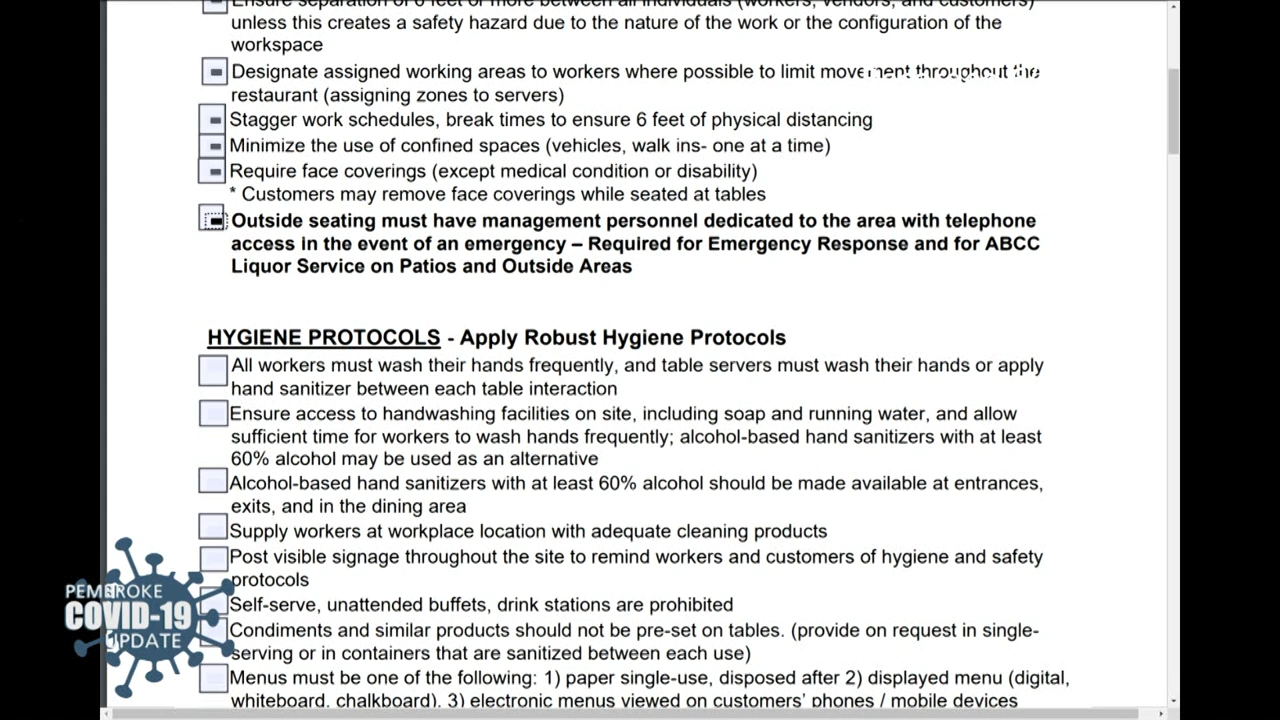 Ensure separation of 6 feet or more between all individuals (workers, vendors, and customers)
unless this creates a safety hazard due to the nature of the work or the configuration of the
workspace
Designate assigned working areas to workers where possible to limit movement throughout the
restaurant (assigning zones to servers)
Stagger work schedules, break times to ensure 6 feet of physical distancing
Minimize the use of confined spaces (vehicles, walk ins- one at a time)
Require face coverings (except medical condition or disability)
* Customers may remove face coverings while seated at tables
Outside seating must have management personnel dedicated to the area with telephone
access in the event of an emergency – Required for Emergency Response and for ABCC
Liquor Service on Patios and Outside Areas
HYGIENE PROTOCOLS - Apply Robust Hygiene Protocols
All workers must wash their hands frequently, and table servers must wash their hands or apply
hand sanitizer between each table interaction
Ensure access to handwashing facilities on site, including soap and running water, and allow
sufficient time for workers to wash hands frequently; alcohol-based hand sanitizers with at least
60% alcohol may be used as an alternative
Alcohol-based hand sanitizers with at least 60% alcohol should be made available at entrances,
exits, and in the dining area
Supply workers at workplace location with adequate cleaning products
Post visible signage throughout the site to remind workers and customers of hygiene and safety
protocols
Self-serve, unattended buffets, drink stations are prohibited
Condiments and similar products should not be pre-set on tables. (provide on request in single-
serving or in containers that are sanitized between each use)
Menus must be one of the following: 1) paper single-use, disposed after 2) displayed menu (digital,
whiteboard, chalkboard), 3) electronic menus viewed on customers' phones / mobile devices
PEMBROKE
COVID-19
UPDATE